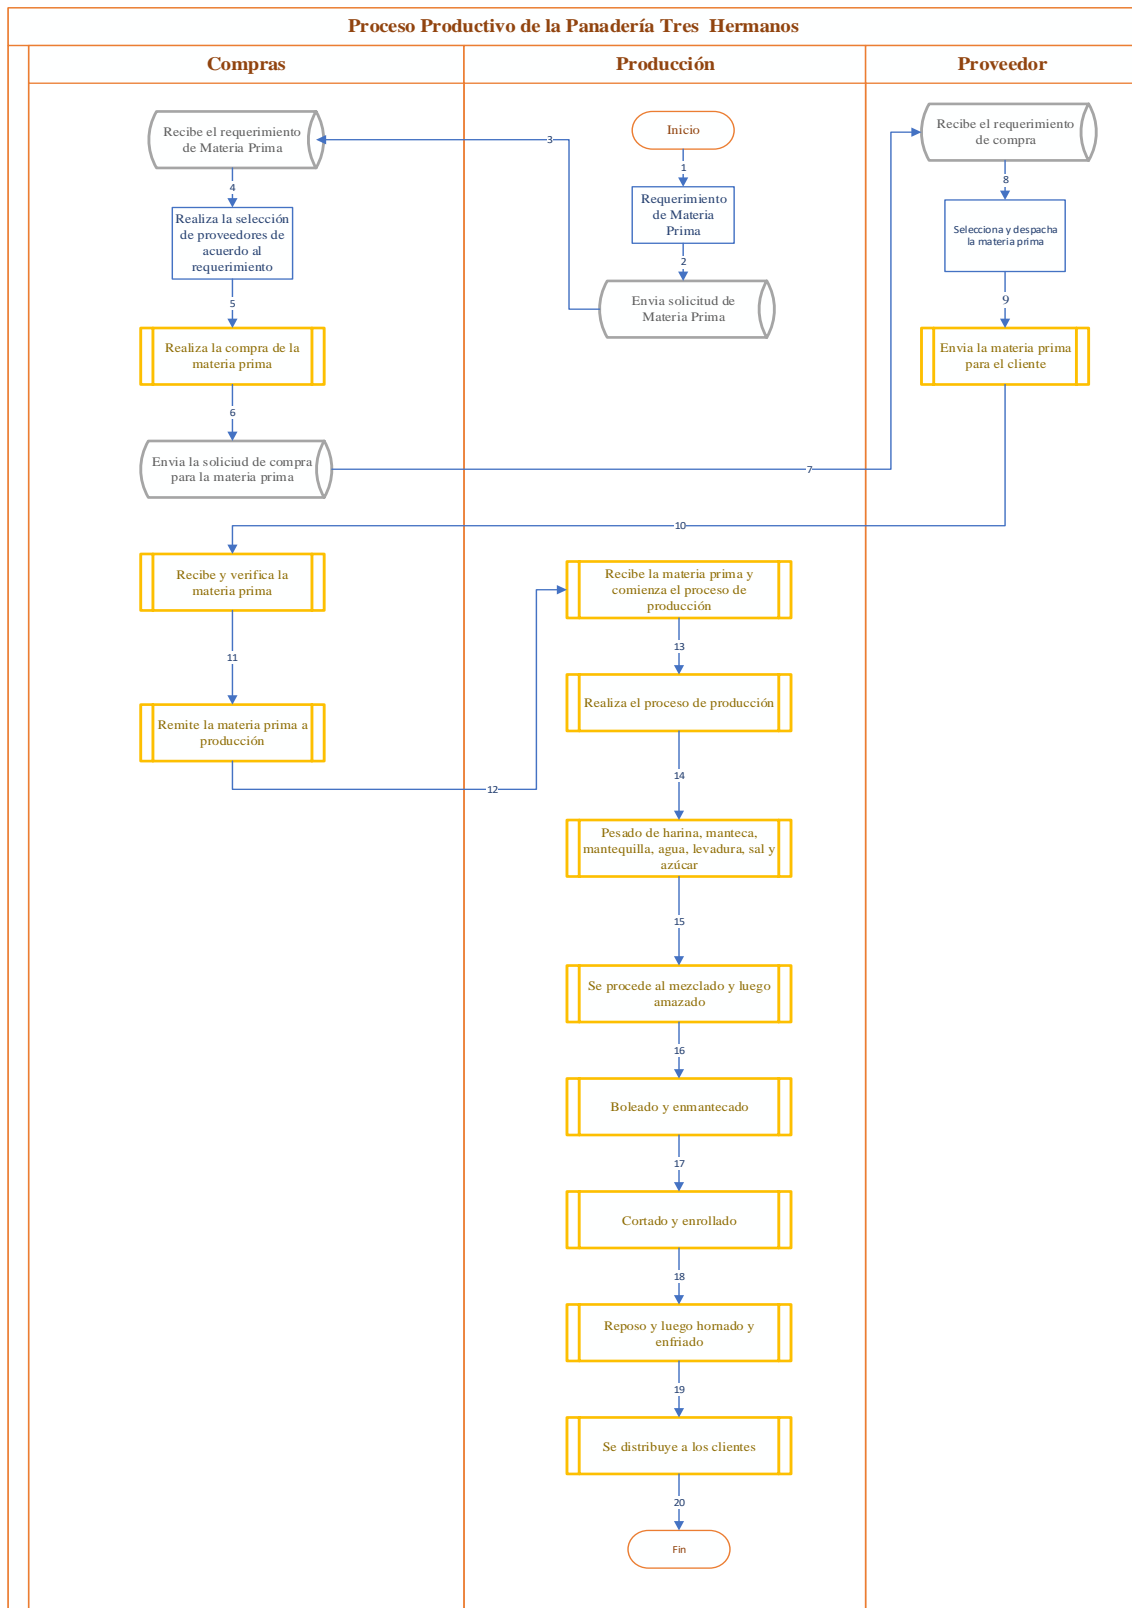 Proceso Productivo de la Panadería Tres Hermanos
Compras
Producción
Proveedor
Inicio
1
Requerimiento
de Materia
Prima
2
Envia solicitud de
Materia Prima
3
Recibe el requerimiento
de Materia Prima
4
Realiza la selección
de proveedores de
acuerdo al
requerimiento
5
Realiza la compra de la
materia prima
6
Envia la soliciud de compra
para la materia prima
7
Recibe el requerimiento
de compra
8
Selecciona y despacha
la materia prima
9
Envia la materia prima
para el cliente
10
Recibe y verifica la
materia prima
11
Remite la materia prima a
producción
12
Recibe la materia prima y
comienza el proceso de
producción
13
Realiza el proceso de producción
14
Pesado de harina, manteca,
mantequilla, agua, levadura, sal y
azúcar
15
Se procede al mezclado y luego
amazado
16
Boleado y enmantecado
17
Cortado y enrollado
18
Reposo y luego hornado y
enfriado
19
Se distribuye a los clientes
20
Fin